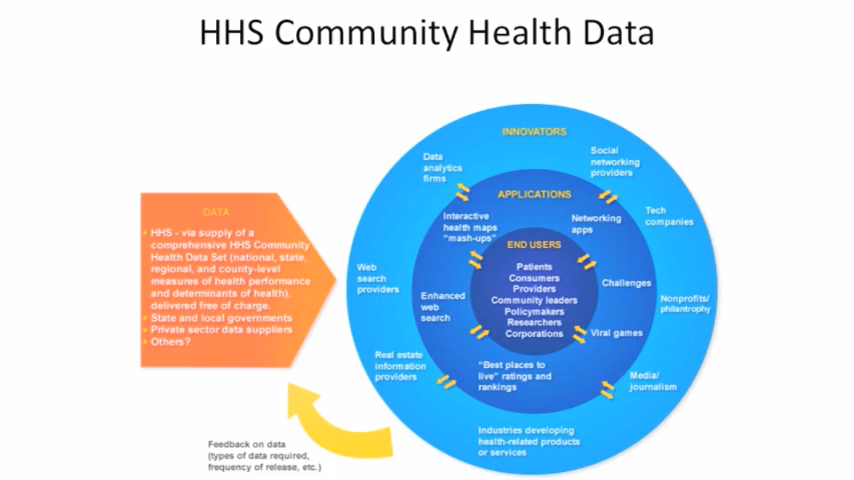 HHS Community Health Data
DATA
• HHS - via supply of a
comprehensive HHS Community
Health Data Set (national, state,
regional, and county-level
measures of health performance
and determinants of health),
delivered free of charge.
• State and local governments
• Private sector data suppliers
• Others?
Feedback on data
(types of data required,
frequency of release, etc.)
INNOVATORS
Data
analytics
firms
Social
networking
providers
Tech
companies
Web
search
providers
Nonprofits/
philanthropy
Real estate
information
providers
Media/
journalism
Industries developing
health-related products
or services
APPLICATIONS
Interactive
health maps
"mash-ups"
Networking
apps
Challenges
Enhanced
web
search
Viral games
"Best places to
live" ratings and
rankings
END USERS
Patients
Consumers
Providers
Community leaders
Policymakers
Researchers
Corporations